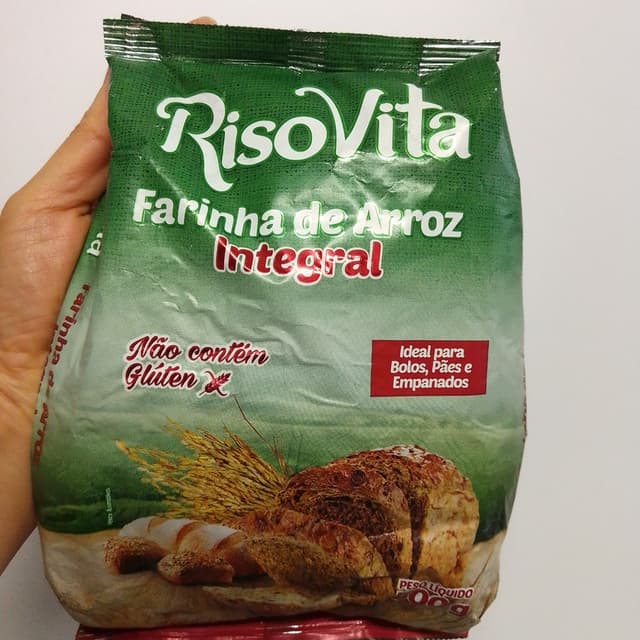 RisoVita
Farinha de Arroz
Integral
Não contém
Glúten
Ideal para
Bolos, Pães e
Empanados
PESO LÍQUIDO